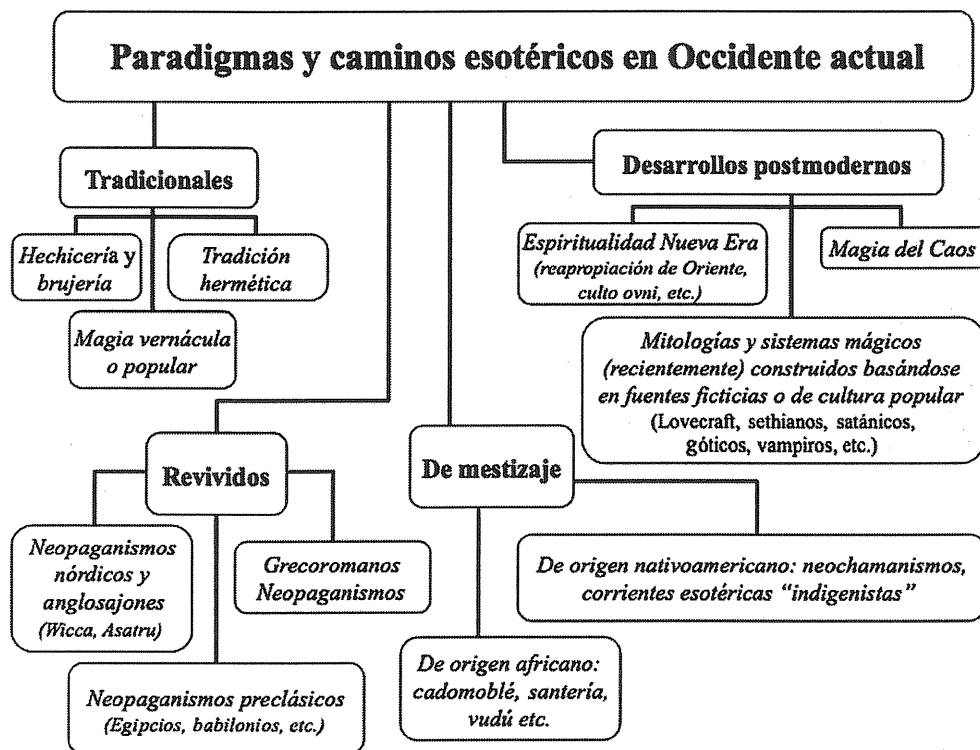 Paradigmas y caminos esotéricos en Occidente actual
Tradicionales
Hechicería y
brujería
Tradición
hermética
Magia vernácula
o popular
Desarrollos postmodernos
Espiritualidad Nueva Era
(reapropiación de Oriente,
culto ovni, etc.)
Magia del Caos
Mitologías y sistemas mágicos
(recientemente) construidos basándose
en fuentes ficticias o de cultura popular
(Lovecraft, sethianos, satánicos,
góticos, vampiros, etc.)
Revividos
Neopaganismos
nórdicos y
anglosajones
(Wicca, Asatru)
Grecoromanos
Neopaganismos
Neopaganismos preclásicos
(Egipcios, babilonios, etc.)
De mestizaje
De origen africano:
cadomoblé, santería,
vudú etc.
De origen nativoamericano: neochamanismos,
corrientes esotéricas “indigenistas”